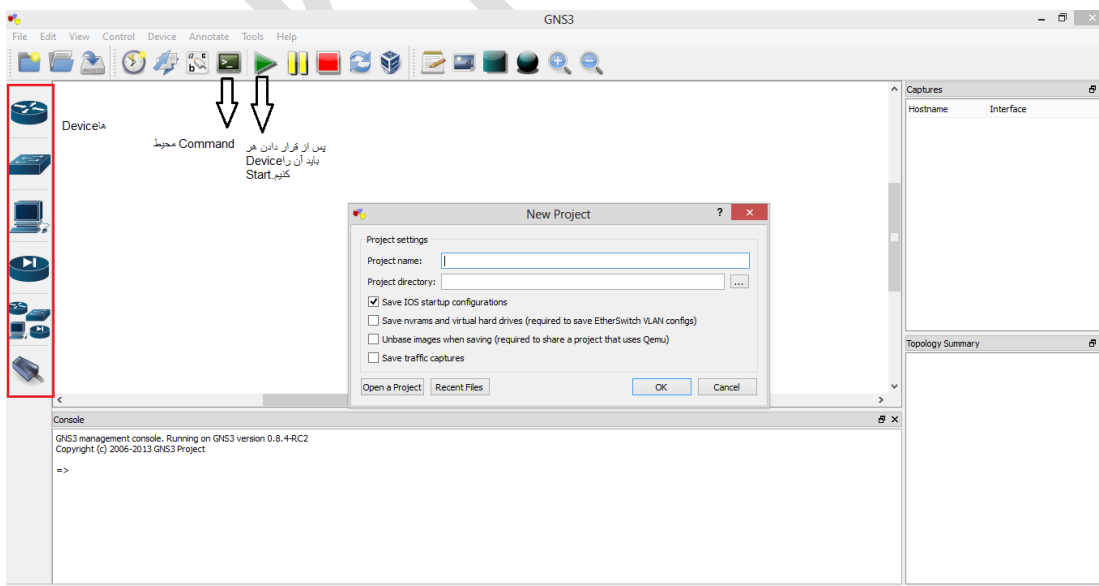 GNS3
File Edit View Control Device Annotate Tools Help
Deviceها
محیط Command
پس از قرار دادن هر
Device باید آن را
Start کنیم.
Captures
Hostname Interface
New Project
Project settings
Project name:
Project directory:
...
Save IOS startup configurations
Save nvrams and virtual hard drives (required to save EtherSwitch VLAN configs)
Unbase images when saving (required to share a project that uses Qemu)
Save traffic captures
Open a Project Recent Files OK Cancel
Topology Summary
Console
GNS3 management console. Running on GNS3 version 0.8.4-RC2
Copyright (c) 2006-2013 GNS3 Project
=>